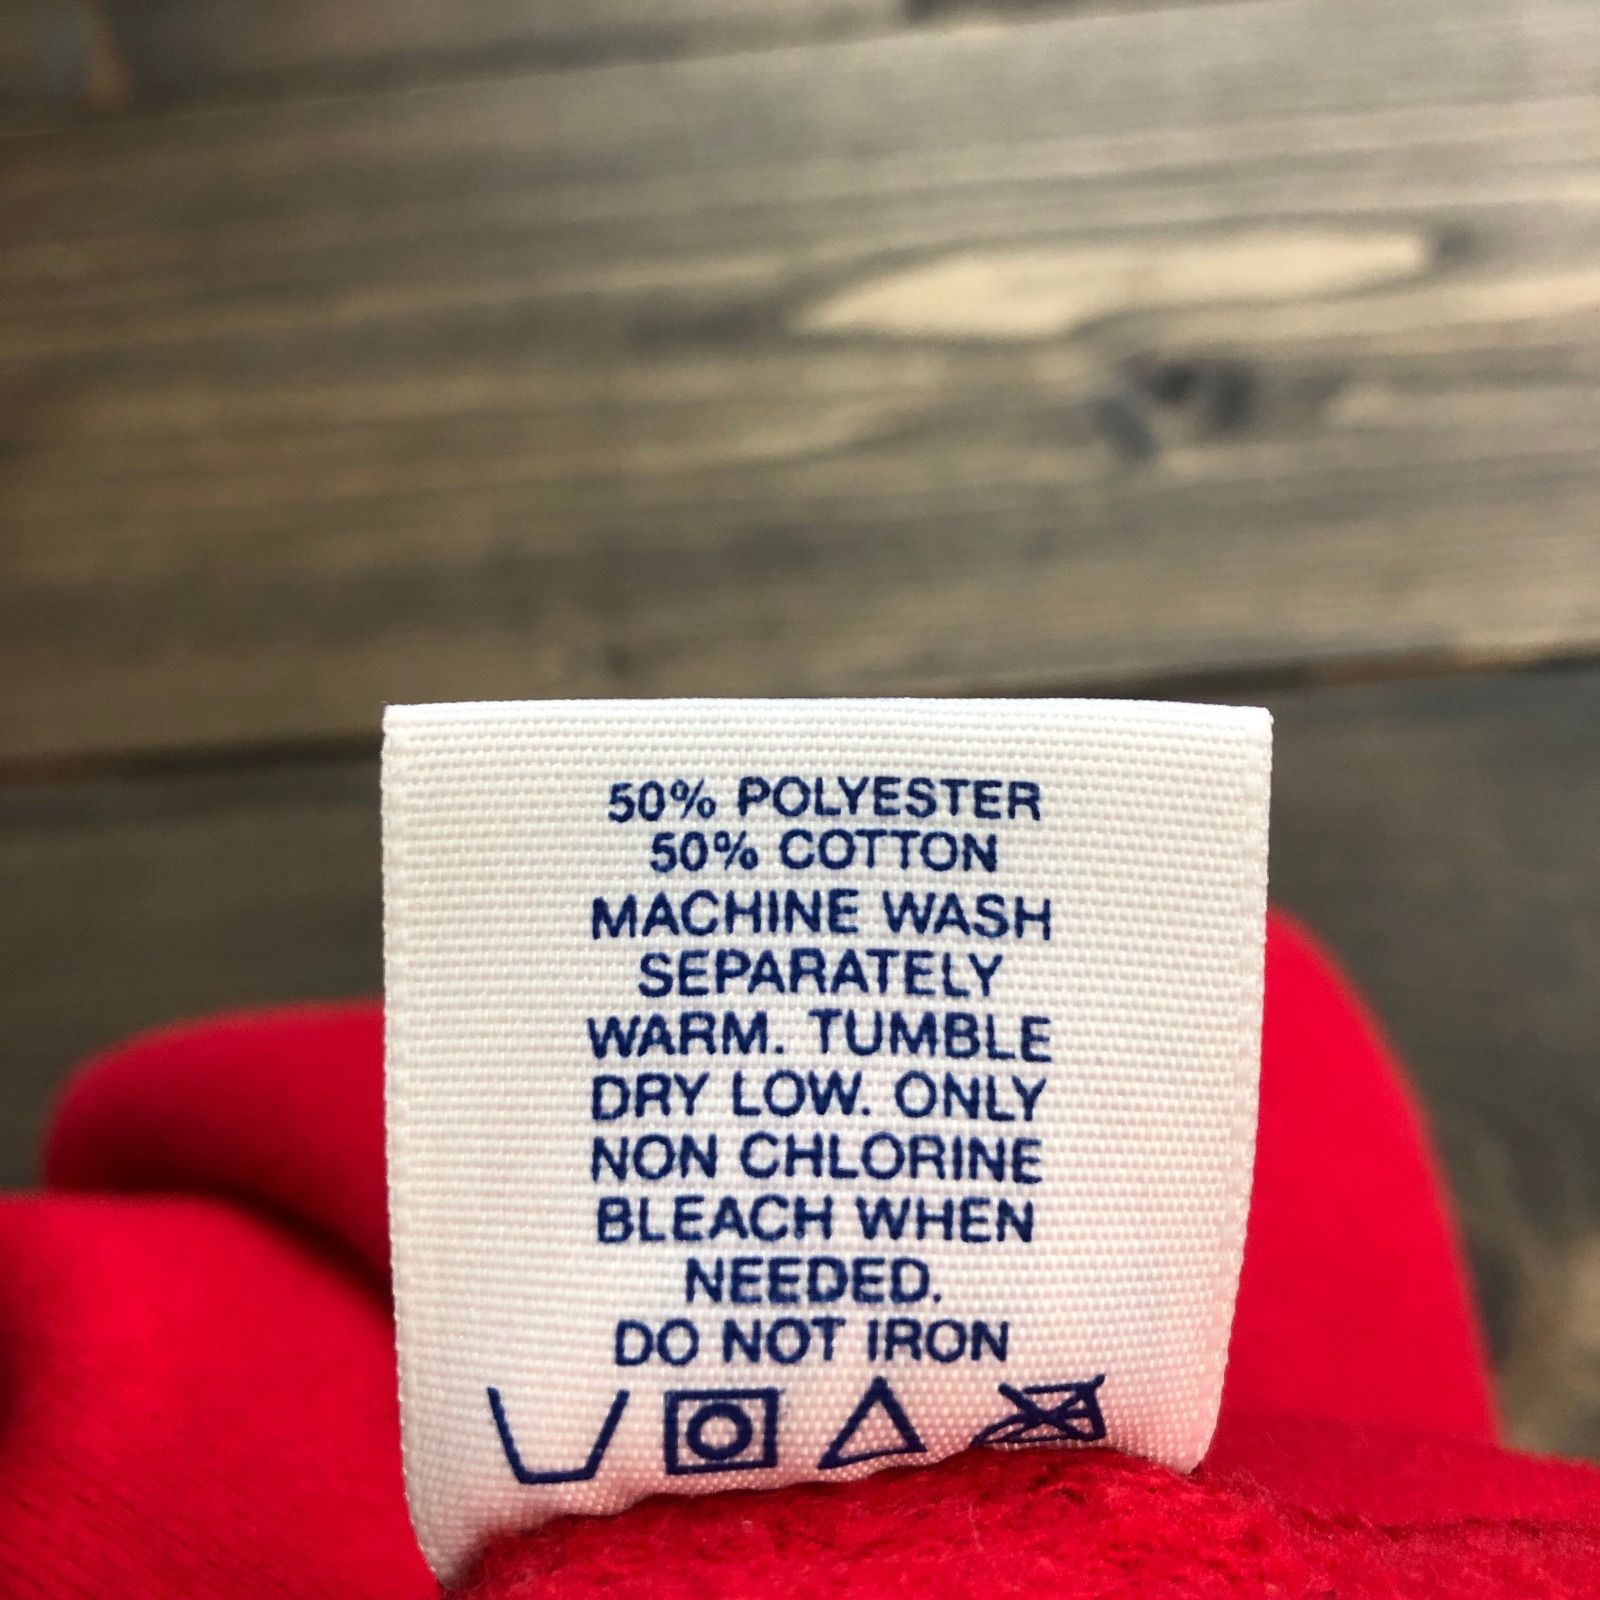 50% POLYESTER
50% COTTON
MACHINE WASH
SEPARATELY
WARM. TUMBLE
DRY LOW. ONLY
NON CHLORINE
BLEACH WHEN
NEEDED.
DO NOT IRON